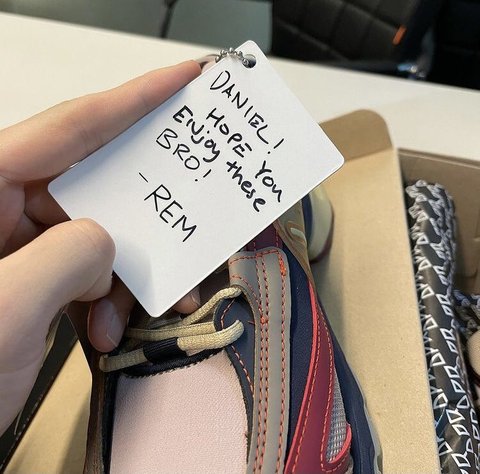 DANIEL!
HOPE YOU
ENjOy these
BRO!
-REM